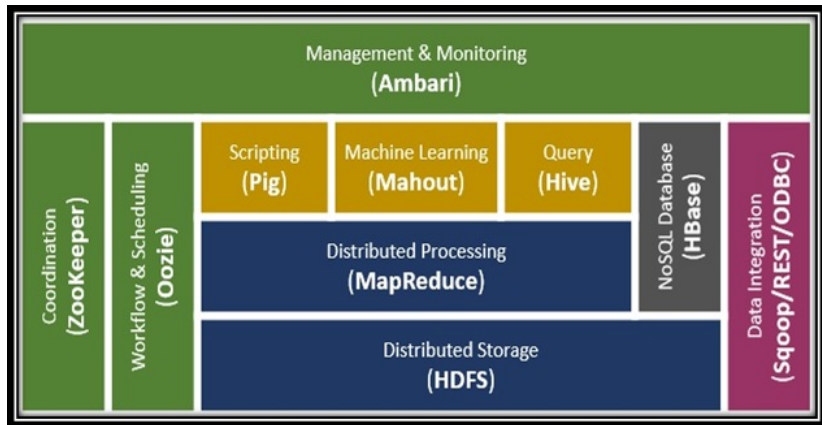 Management & Monitoring
(Ambari)
Coordination
(ZooKeeper)
Workflow & Scheduling
(Oozie)
Scripting
(Pig)
Machine Learning
(Mahout)
Query
(Hive)
NoSQL Database
(HBase)
Data Integration
(Sqoop/REST/ODBC)
Distributed Processing
(MapReduce)
Distributed Storage
(HDFS)